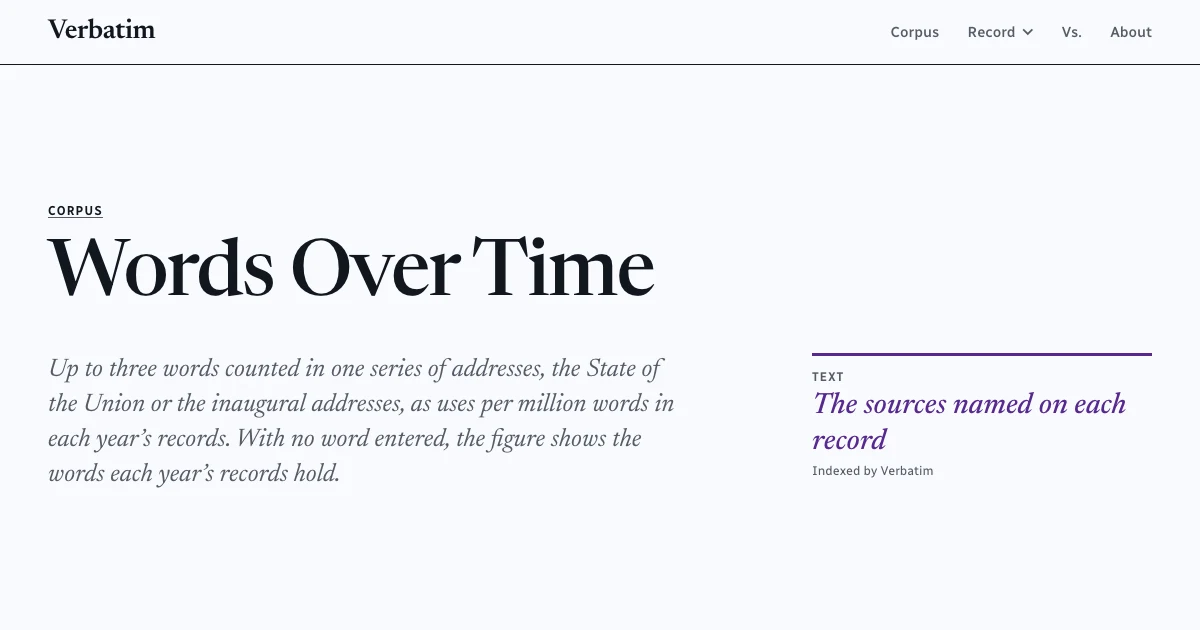 Verbatim
Corpus
Record
Vs.
About
CORPUS
Words Over Time
Up to three words counted in one series of addresses, the State of
the Union or the inaugural addresses, as uses per million words in
each year’s records. With no word entered, the figure shows the
words each year’s records hold.
TEXT
The sources named on each
record
Indexed by Verbatim